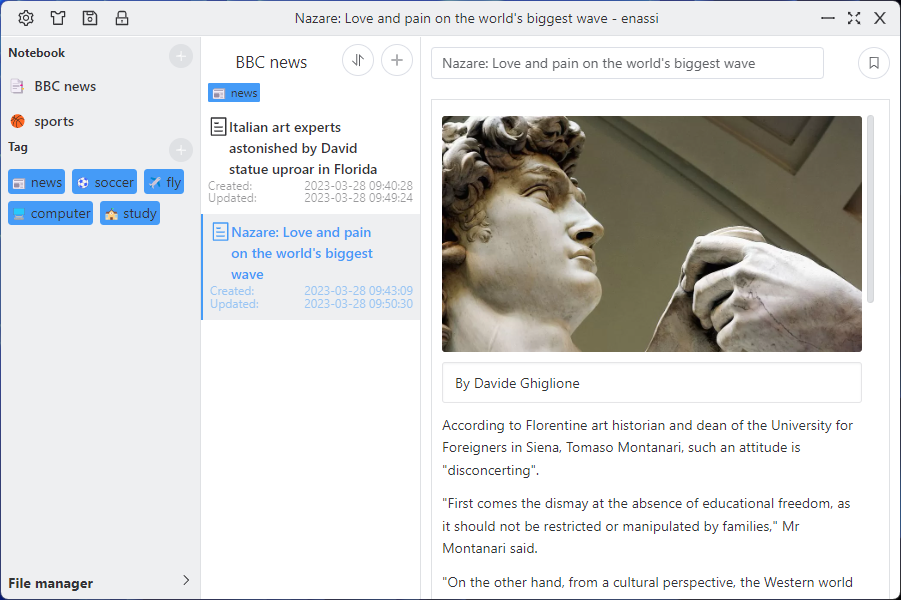 Nazare: Love and pain on the world's biggest wave - enassi
Notebook
BBC news
sports
Tag
news
soccer
fly
computer
study
File manager
BBC news
news
Italian art experts
astonished by David
statue uproar in Florida
Created: 2023-03-28 09:40:28
Updated: 2023-03-28 09:49:24
Nazare: Love and pain
on the world's biggest
wave
Created: 2023-03-28 09:43:09
Updated: 2023-03-28 09:50:30
Nazare: Love and pain on the world's biggest wave
By Davide Ghiglione
According to Florentine art historian and dean of the University for
Foreigners in Siena, Tomaso Montanari, such an attitude is
"disconcerting".
"First comes the dismay at the absence of educational freedom, as
it should not be restricted or manipulated by families," Mr
Montanari said.
"On the other hand, from a cultural perspective, the Western world